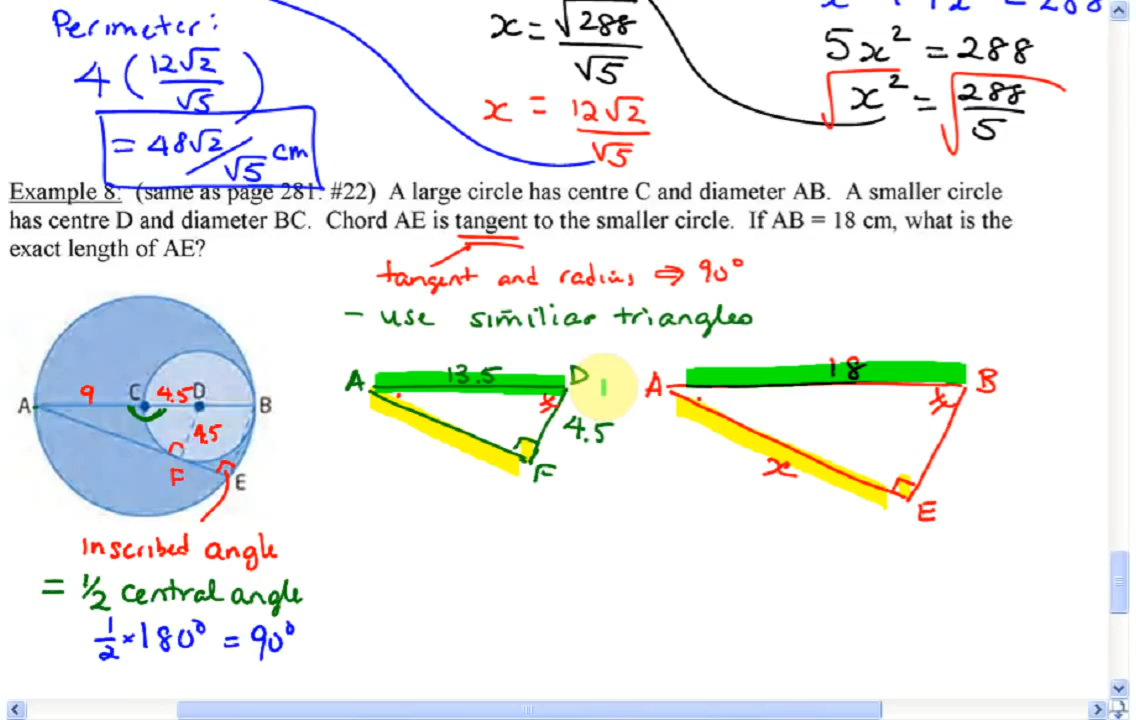 Perimeter:
4 ( 12√2 / √5 )
= 48√2 / √5 cm
x = √288 / √5
x = 12√2 / √5
5x² = 288
√x² = √288/5
Example 8: (same as page 281: #22) A large circle has centre C and diameter AB. A smaller circle
has centre D and diameter BC. Chord AE is tangent to the smaller circle. If AB = 18 cm, what is the
exact length of AE?
tangent and radius ⇒ 90°
- use similiar triangles
A 9 C 4.5 D B
4.5
F E
A 13.5 D
4.5
F
A 18 B
x
E
Inscribed angle
= ½ central angle
½ × 180° = 90°